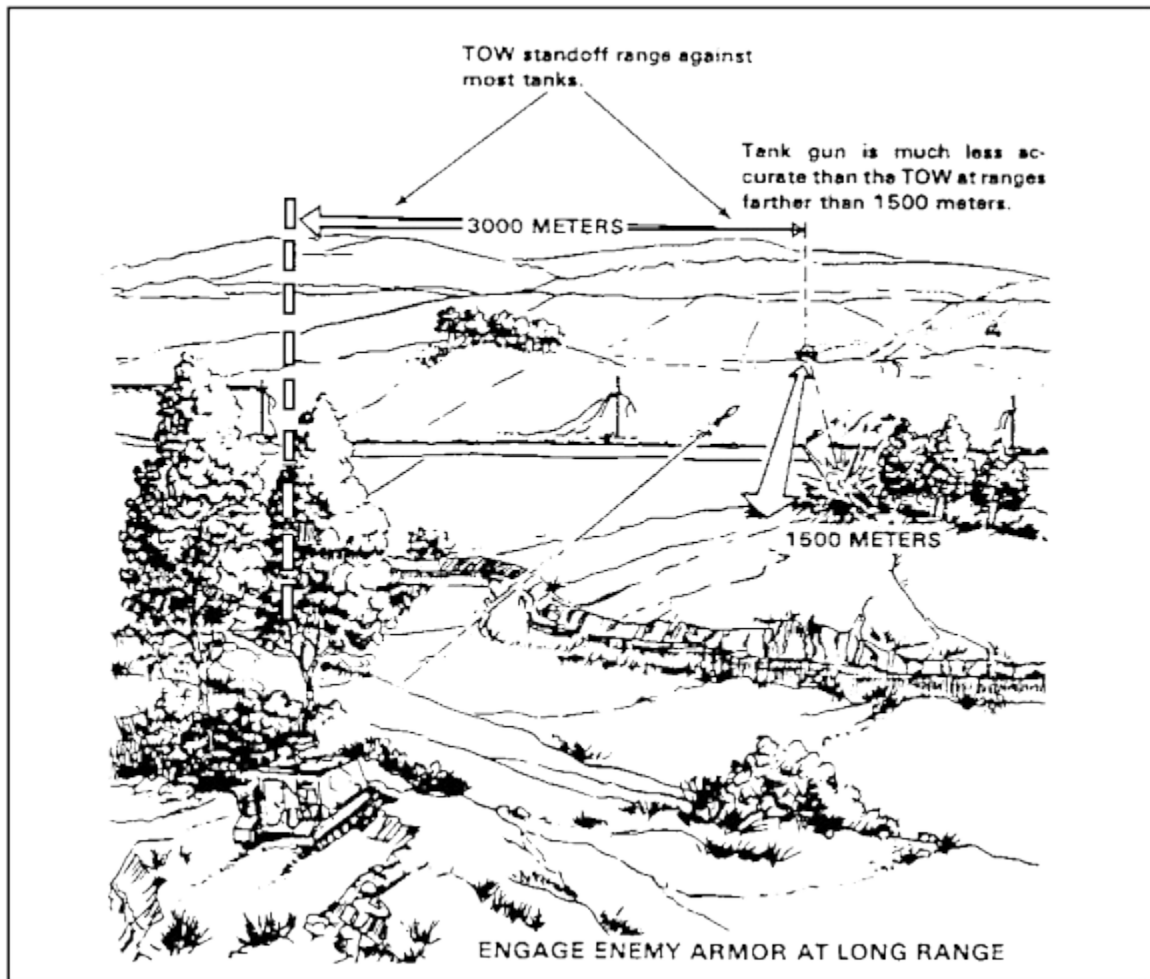 TOW standoff range against
most tanks.
Tank gun is much less ac-
curate than the TOW at ranges
farther than 1500 meters.
3000 METERS
1500 METERS
ENGAGE ENEMY ARMOR AT LONG RANGE